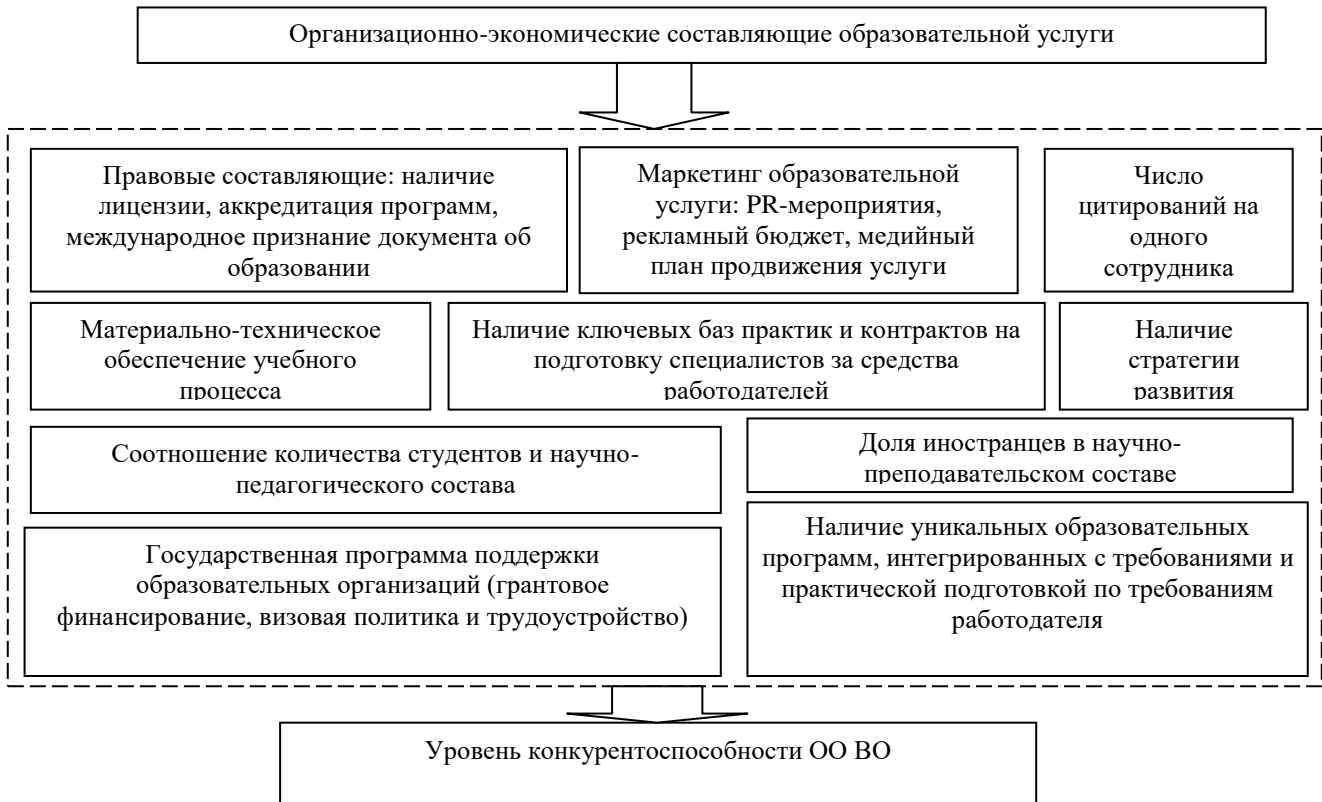 Организационно-экономические составляющие образовательной услуги
Правовые составляющие: наличие
лицензии, аккредитация программ,
международное признание документа об
образовании
Маркетинг образовательной
услуги: PR-мероприятия,
рекламный бюджет, медийный
план продвижения услуги
Число
цитирований на
одного
сотрудника
Материально-техническое
обеспечение учебного
процесса
Наличие ключевых баз практик и контрактов на
подготовку специалистов за средства
работодателей
Наличие
стратегии
развития
Соотношение количества студентов и научно-
педагогического состава
Доля иностранцев в научно-
преподавательском составе
Государственная программа поддержки
образовательных организаций (грантовое
финансирование, визовая политика и трудоустройство)
Наличие уникальных образовательных
программ, интегрированных с требованиями и
практической подготовкой по требованиям
работодателя
Уровень конкурентоспособности ОО ВО